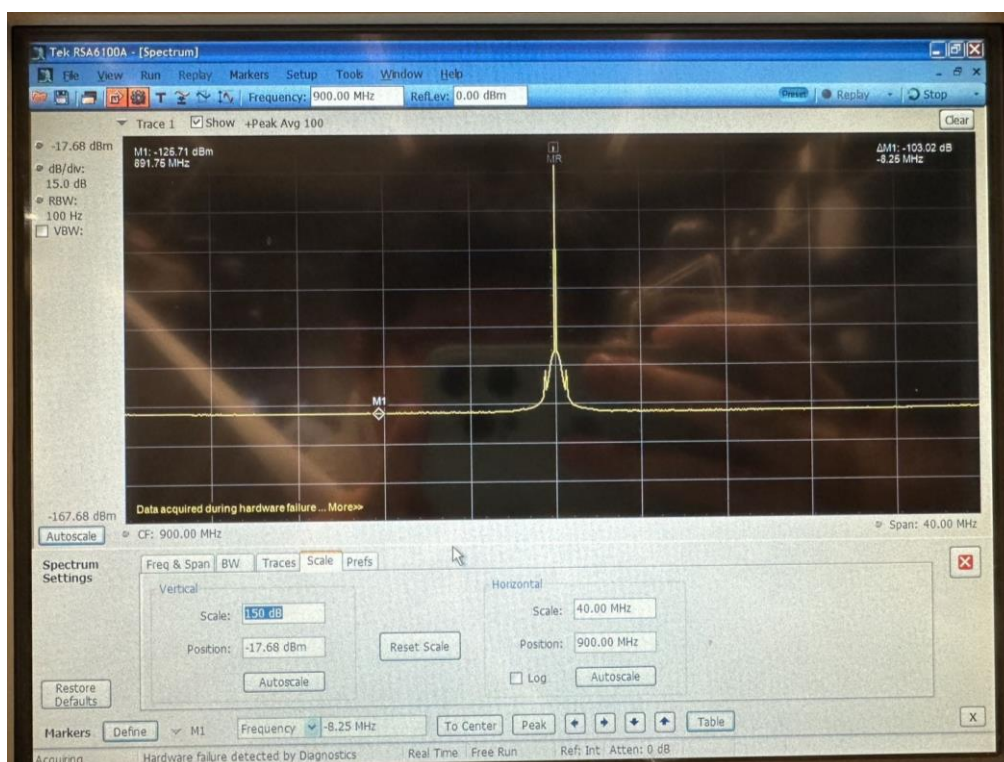 Tek RSA6100A - [Spectrum]
File View Run Replay Markers Setup Tools Window Help
Frequency: 900.00 MHz RefLev: 0.00 dBm Preset Replay Stop
Trace 1 Show +Peak Avg 100 Clear
-17.68 dBm
dB/div:
15.0 dB
RBW:
100 Hz
VBW:
M1: -126.71 dBm
891.75 MHz
MR
ΔM1: -103.02 dB
-8.25 MHz
M1
Data acquired during hardware failure ... More>>
-167.68 dBm
Autoscale CF: 900.00 MHz Span: 40.00 MHz
Spectrum
Settings
Freq & Span BW Traces Scale Prefs
Vertical Horizontal
Scale: 150 dB Scale: 40.00 MHz
Position: -17.68 dBm Reset Scale Position: 900.00 MHz
Autoscale Log Autoscale
Restore
Defaults
Markers Define M1 Frequency -8.25 MHz To Center Peak Table X
Acquiring Hardware failure detected by Diagnostics Real Time Free Run Ref: Int Atten: 0 dB